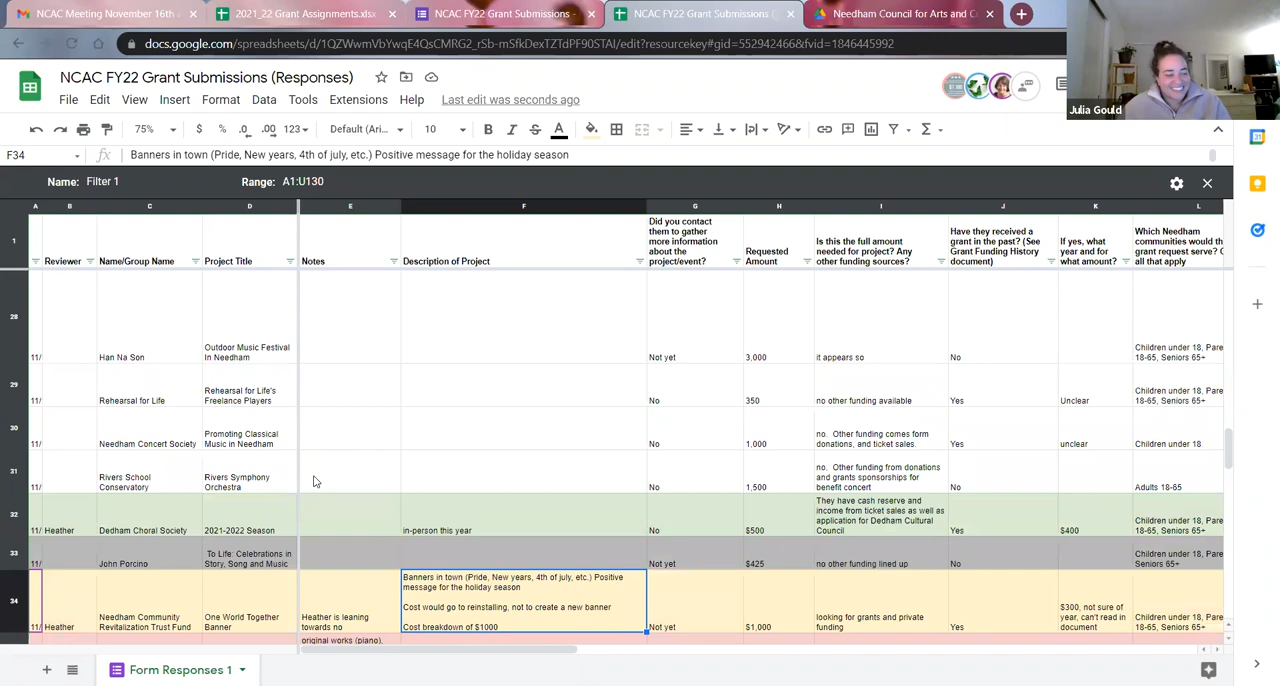 NCAC Meeting November 16th a
2021_22 Grant Assignments.xlsx
NCAC FY22 Grant Submissions -
NCAC FY22 Grant Submissions (
Needham Council for Arts and C
docs.google.com/spreadsheets/d/1QZWwmVbYwqE4QsCMRG2_rSb-mSfkDexTZTdPF90STAI/edit?resourcekey#gid=552942466&fvid=1846445992
NCAC FY22 Grant Submissions (Responses)
File Edit View Insert Format Data Tools Extensions Help Last edit was seconds ago
Julia Gould
75% $ % .0 .00 123 Default (Ari... 10 B I S A
F34 fx Banners in town (Pride, New years, 4th of july, etc.) Positive message for the holiday season
Name: Filter 1 Range: A1:U130
A B C D E F G H I J K L
1
Reviewer
Name/Group Name
Project Title
Notes
Description of Project
Did you contact
them to gather
more information
about the
project/event?
Requested
Amount
Is this the full amount
needed for project? Any
other funding sources?
Have they received a
grant in the past? (See
Grant Funding History
document)
If yes, what
year and for
what amount?
Which Needham
communities would th
grant request serve? C
all that apply
28
11/
Han Na Son
Outdoor Music Festival
In Needham
Not yet
3,000
it appears so
No
Children under 18, Pare
18-65, Seniors 65+
29
11/
Rehearsal for Life
Rehearsal for Life's
Freelance Players
No
350
no other funding available
Yes
Unclear
Children under 18, Pare
18-65, Seniors 65+
30
11/
Needham Concert Society
Promoting Classical
Music in Needham
No
1,000
no. Other funding comes form
donations, and ticket sales.
Yes
unclear
Children under 18
31
11/
Rivers School
Conservatory
Rivers Symphony
Orchestra
No
1,500
no. Other funding from donations
and grants sponsorships for
benefit concert
No
Adults 18-65
32
11/
Heather
Dedham Choral Society
2021-2022 Season
in-person this year
No
$500
They have cash reserve and
income from ticket sales as well as
application for Dedham Cultural
Council
Yes
$400
Children under 18, Pare
18-65, Seniors 65+
33
11/
John Porcino
To Life: Celebrations in
Story, Song and Music
Not yet
$425
no other funding lined up
No
Children under 18, Pare
Seniors 65+
34
11/
Heather
Needham Community
Revitalization Trust Fund
One World Together
Banner
Heather is leaning
towards no
Banners in town (Pride, New years, 4th of july, etc.) Positive
message for the holiday season
Cost would go to reinstalling, not to create a new banner
Cost breakdown of $1000
Not yet
$1,000
looking for grants and private
funding
Yes
$300, not sure of
year, can't read in
document
Children under 18, Pare
18-65, Seniors 65+
original works (piano).
Form Responses 1